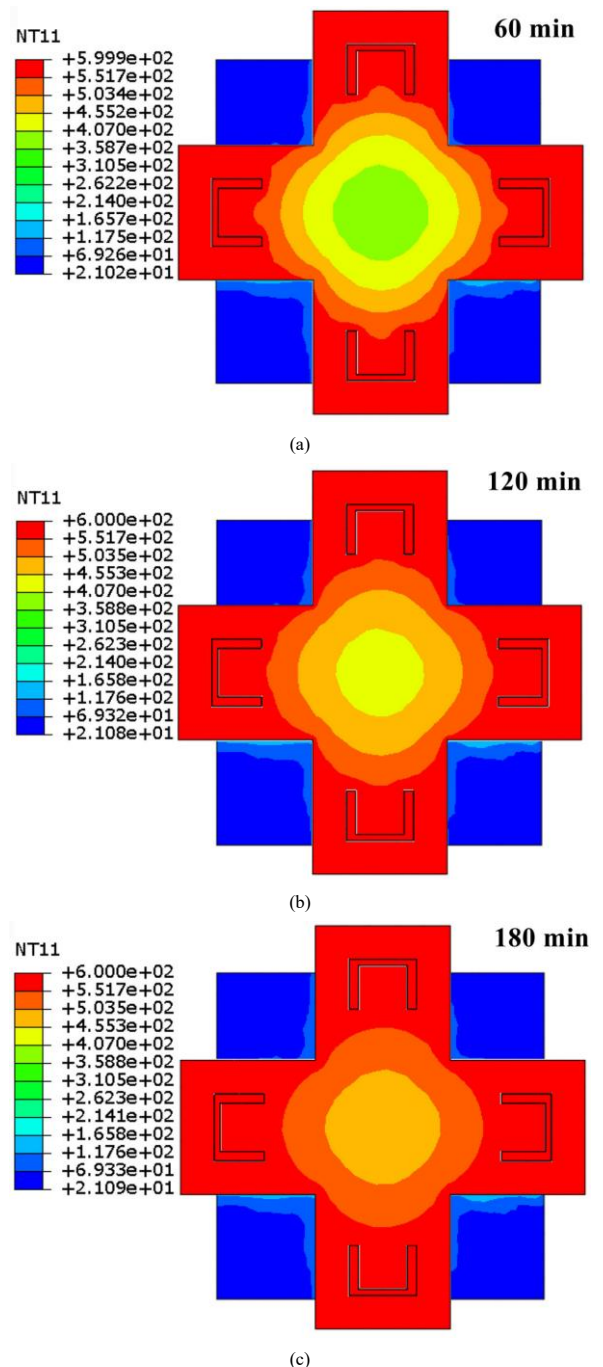 60 min
NT11
+5.999e+02
+5.517e+02
+5.034e+02
+4.552e+02
+4.070e+02
+3.587e+02
+3.105e+02
+2.622e+02
+2.140e+02
+1.657e+02
+1.175e+02
+6.926e+01
+2.102e+01
(a)
120 min
NT11
+6.000e+02
+5.517e+02
+5.035e+02
+4.553e+02
+4.070e+02
+3.588e+02
+3.105e+02
+2.623e+02
+2.140e+02
+1.658e+02
+1.176e+02
+6.932e+01
+2.108e+01
(b)
180 min
NT11
+6.000e+02
+5.517e+02
+5.035e+02
+4.553e+02
+4.070e+02
+3.588e+02
+3.105e+02
+2.623e+02
+2.141e+02
+1.658e+02
+1.176e+02
+6.933e+01
+2.109e+01
(c)